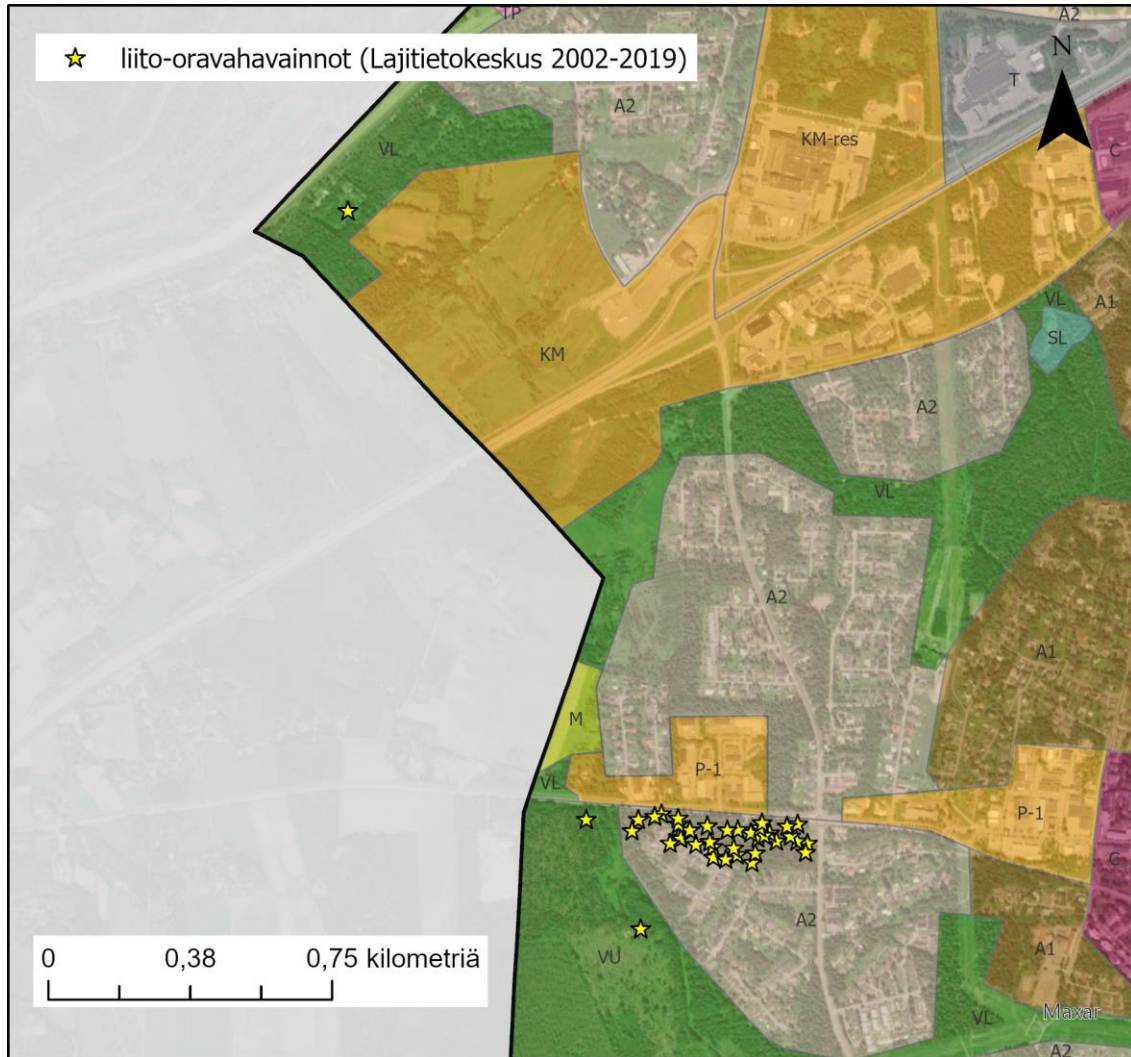 TP
A2
liito-oravahavainnot (Lajitietokeskus 2002-2019)
N
T
A2
KM-res
VL
C
VL
A1
SL
KM
A2
VL
A2
A1
M
P-1
VL
P-1
C
A2
A1
VU
0 0,38 0,75 kilometriä
VL
Maxar
A2